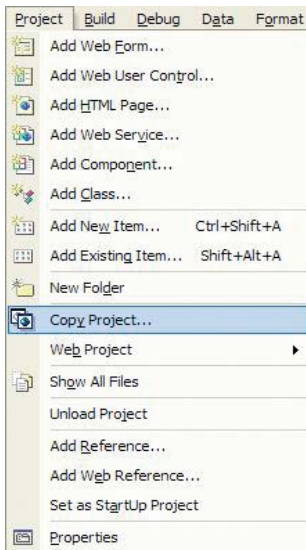 Project Build Debug Data Format
Add Web Form...
Add Web User Control...
Add HTML Page...
Add Web Service...
Add Component...
Add Class...
Add New Item... Ctrl+Shift+A
Add Existing Item... Shift+Alt+A
New Folder
Copy Project...
Web Project
Show All Files
Unload Project
Add Reference...
Add Web Reference...
Set as StartUp Project
Properties